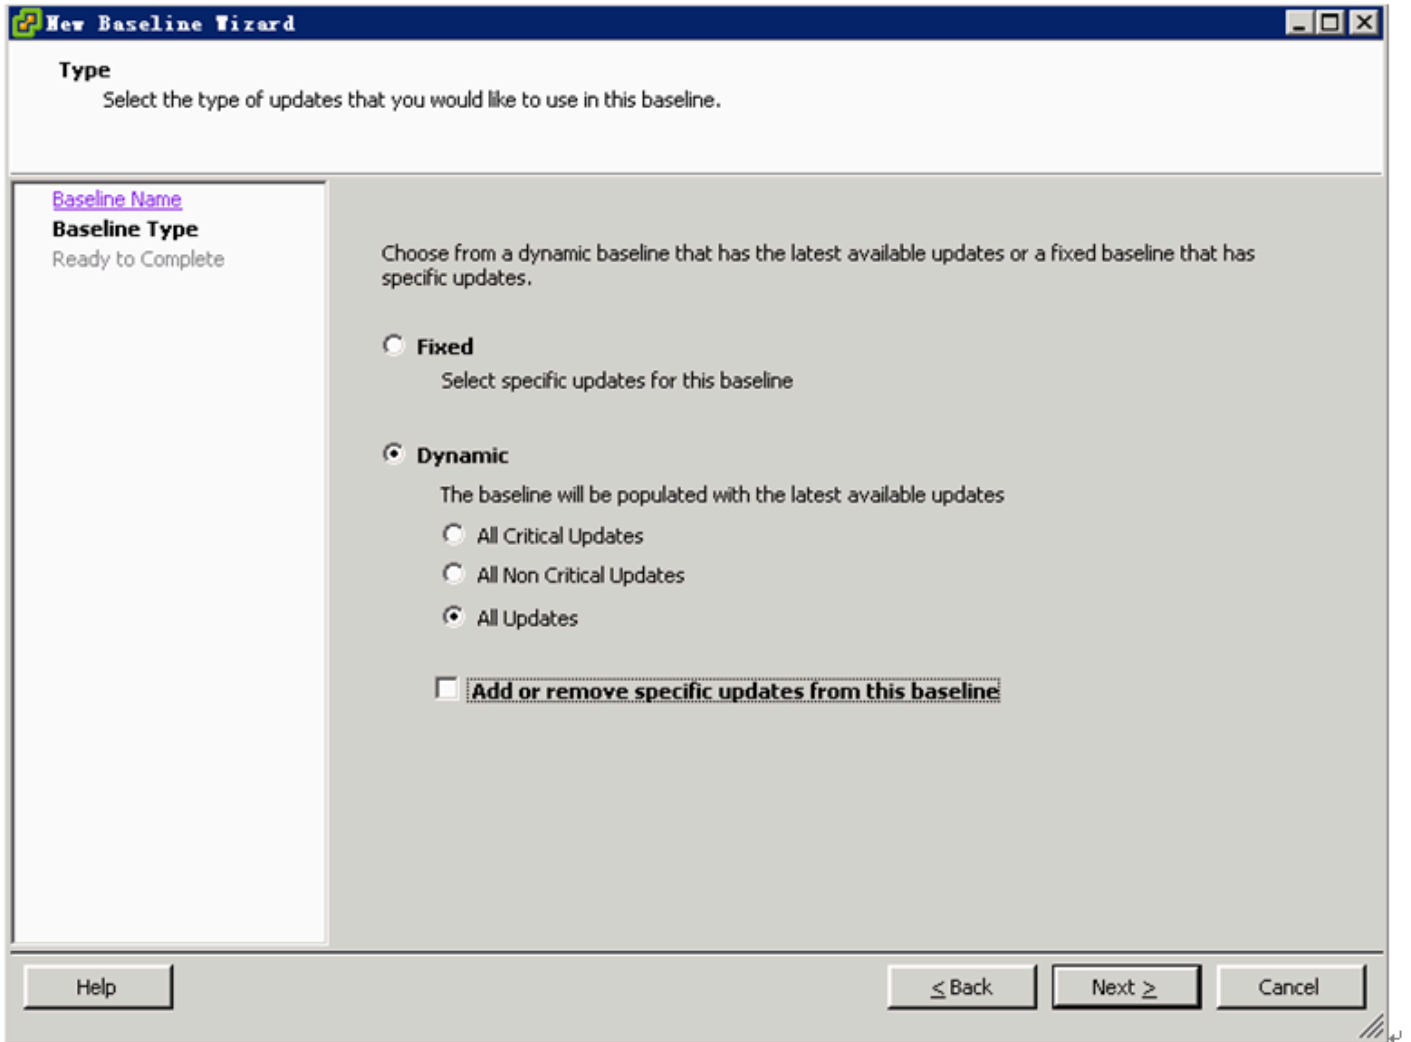 New Baseline Wizard
Type
Select the type of updates that you would like to use in this baseline.
Baseline Name
Baseline Type
Ready to Complete
Choose from a dynamic baseline that has the latest available updates or a fixed baseline that has
specific updates.
Fixed
Select specific updates for this baseline
Dynamic
The baseline will be populated with the latest available updates
All Critical Updates
All Non Critical Updates
All Updates
Add or remove specific updates from this baseline
Help
< Back
Next >
Cancel